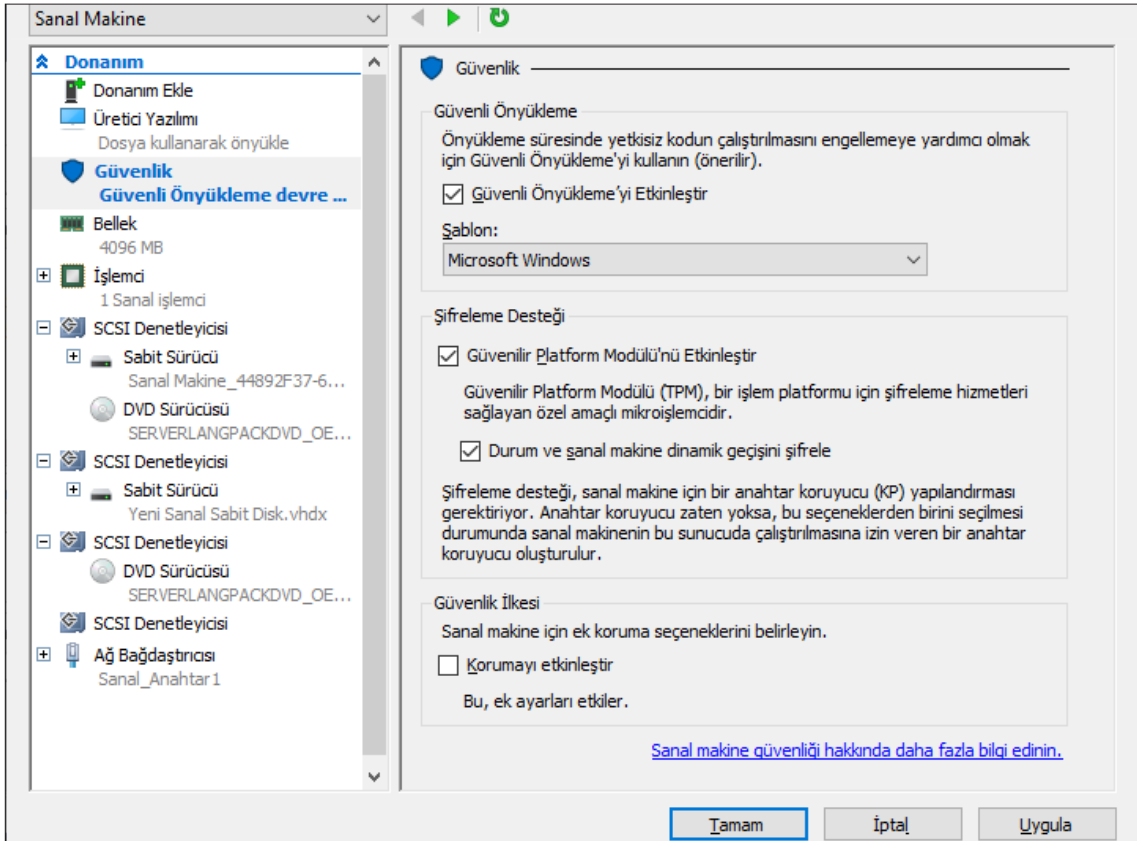 Sanal Makine
Donanım
Donanım Ekle
Üretici Yazılımı
Dosya kullanarak önyükle
Güvenlik
Güvenli Önyükleme devre ...
Bellek
4096 MB
İşlemci
1 Sanal işlemci
SCSI Denetleyicisi
Sabit Sürücü
Sanal Makine_44892F37-6...
DVD Sürücüsü
SERVERLANGPACKDVD_OE...
SCSI Denetleyicisi
Sabit Sürücü
Yeni Sanal Sabit Disk.vhdx
SCSI Denetleyicisi
DVD Sürücüsü
SERVERLANGPACKDVD_OE...
SCSI Denetleyicisi
Ağ Bağdaştırıcısı
Sanal_Anahtar1
Güvenlik
Güvenli Önyükleme
Önyükleme süresinde yetkisiz kodun çalıştırılmasını engellemeye yardımcı olmak
için Güvenli Önyükleme'yi kullanın (önerilir).
Güvenli Önyükleme'yi Etkinleştir
Şablon:
Microsoft Windows
Şifreleme Desteği
Güvenilir Platform Modülü'nü Etkinleştir
Güvenilir Platform Modülü (TPM), bir işlem platformu için şifreleme hizmetleri
sağlayan özel amaçlı mikroişlemcidir.
Durum ve sanal makine dinamik geçişini şifrele
Şifreleme desteği, sanal makine için bir anahtar koruyucu (KP) yapılandırması
gerektiriyor. Anahtar koruyucu zaten yoksa, bu seçeneklerden birini seçilmesi
durumunda sanal makinenin bu sunucuda çalıştırılmasına izin veren bir anahtar
koruyucu oluşturulur.
Güvenlik İlkesi
Sanal makine için ek koruma seçeneklerini belirleyin.
Korumayı etkinleştir
Bu, ek ayarları etkiler.
Sanal makine güvenliği hakkında daha fazla bilgi edinin.
Tamam
İptal
Uygula